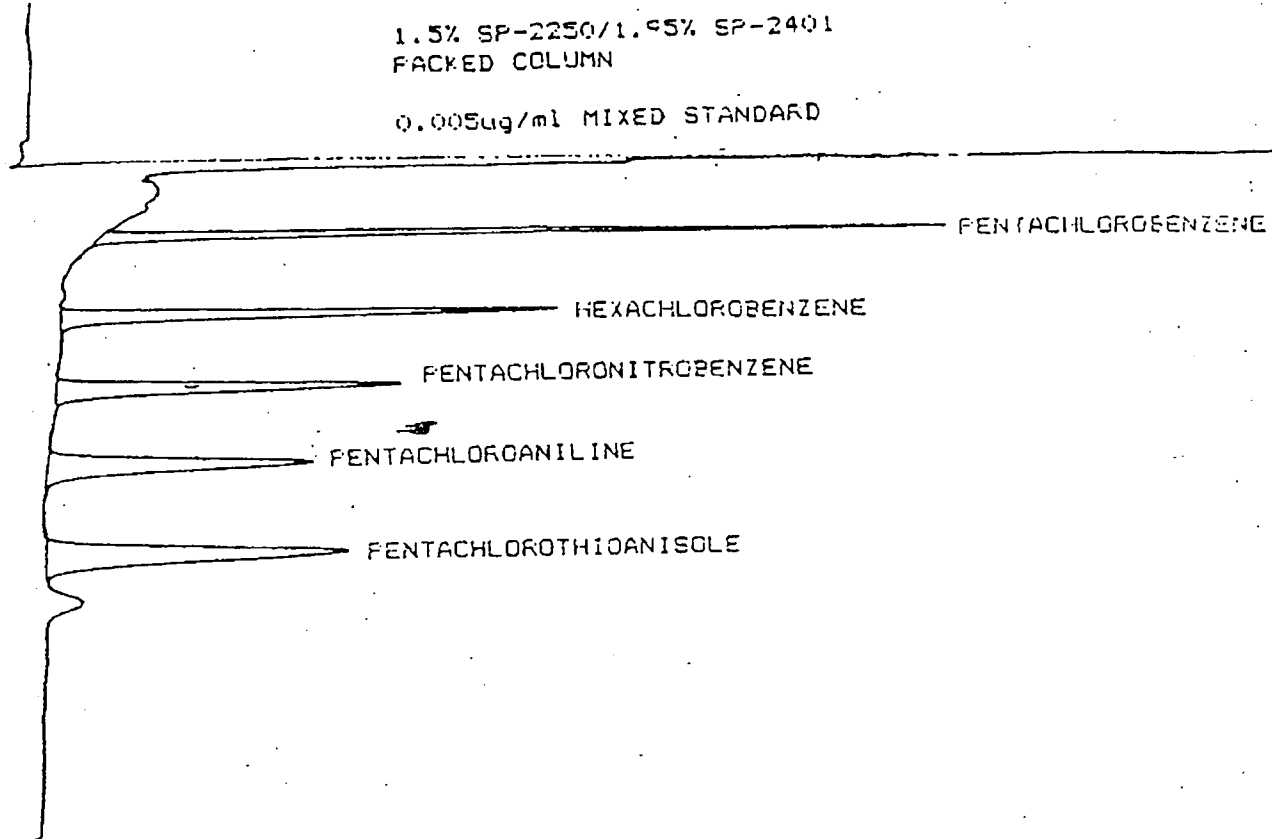 1.5% SP-2250/1.95% SP-2401
PACKED COLUMN
0.005ug/ml MIXED STANDARD
PENTACHLOROBENZENE
HEXACHLOROBENZENE
PENTACHLORONITROBENZENE
PENTACHLOROANILINE
PENTACHLOROTHIOANISOLE